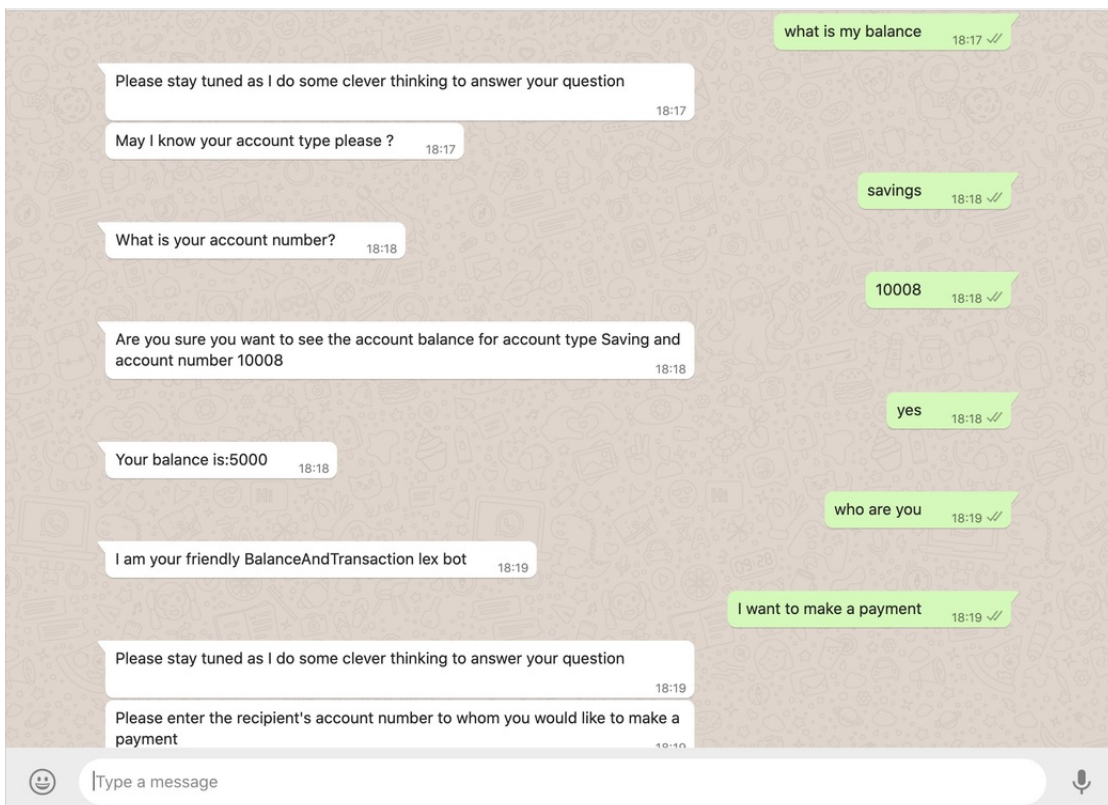 what is my balance
18:17
Please stay tuned as I do some clever thinking to answer your question
18:17
May I know your account type please ?
18:17
savings
18:18
What is your account number?
18:18
10008
18:18
Are you sure you want to see the account balance for account type Saving and
account number 10008
18:18
yes
18:18
Your balance is:5000
18:18
who are you
18:19
I am your friendly BalanceAndTransaction lex bot
18:19
I want to make a payment
18:19
Please stay tuned as I do some clever thinking to answer your question
18:19
Please enter the recipient's account number to whom you would like to make a
payment
18:19
Type a message